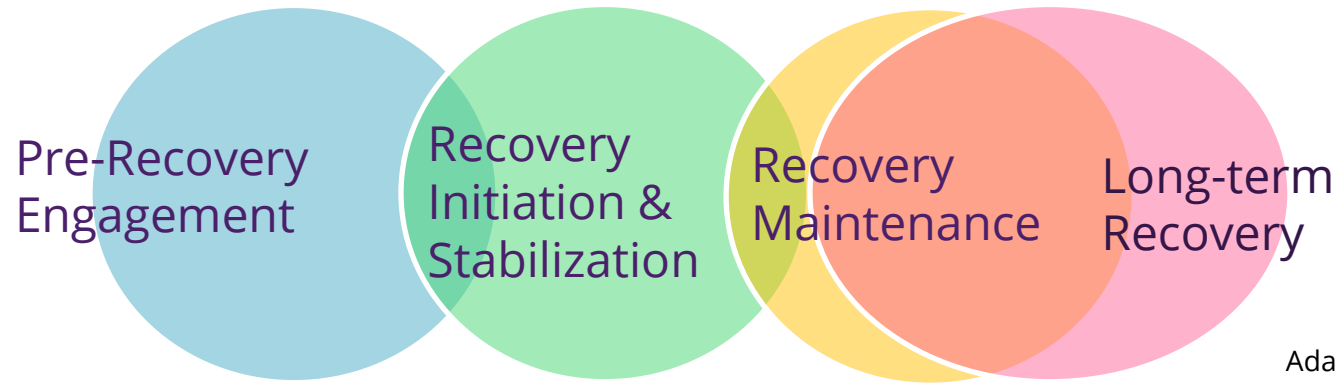 Pre-Recovery
Engagement
Recovery
Initiation &
Stabilization
Recovery
Maintenance
Long-term
Recovery
Ada